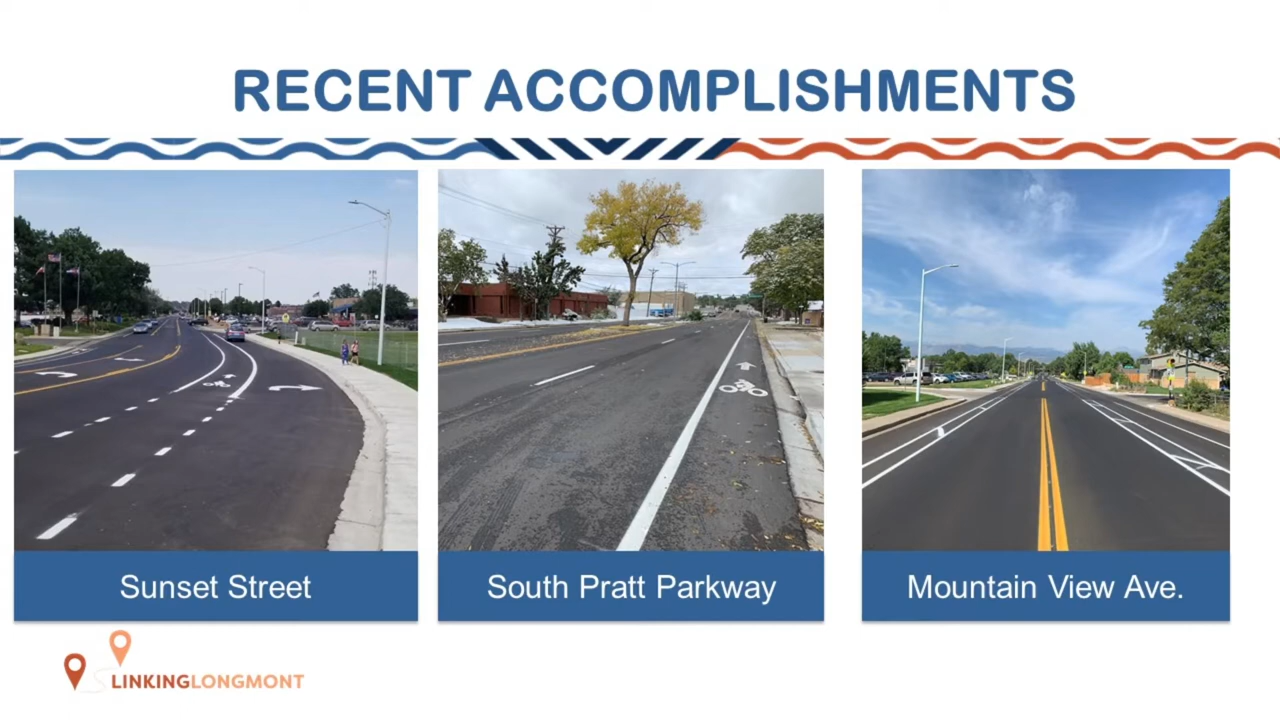 RECENT ACCOMPLISHMENTS
Sunset Street
South Pratt Parkway
Mountain View Ave.
LINKINGLONGMONT